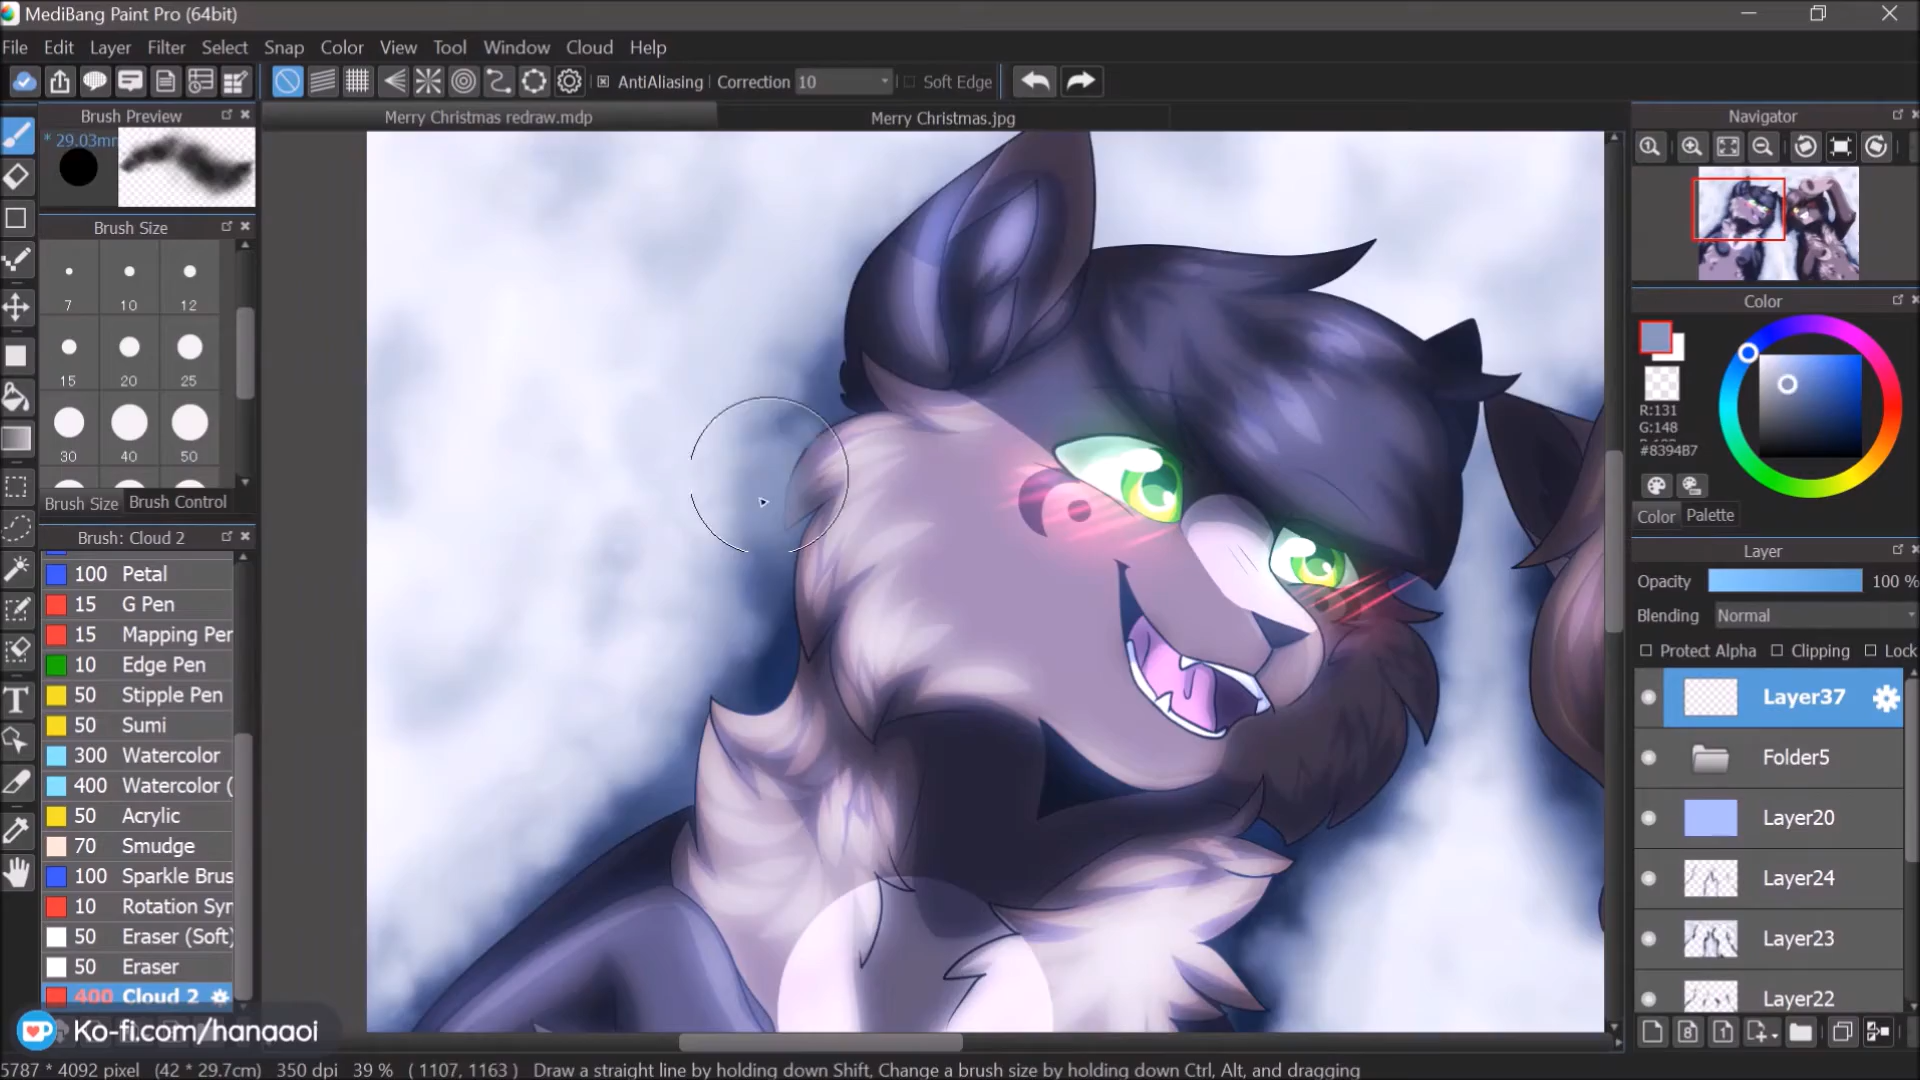 MediBang Paint Pro (64bit)
File Edit Layer Filter Select Snap Color View Tool Window Cloud Help
AntiAliasing Correction 10 Soft Edge
Brush Preview
* 29.03mm
Merry Christmas redraw.mdp
Merry Christmas.jpg
Navigator
Brush Size
7 10 12
15 20 25
30 40 50
Brush Size Brush Control
Brush: Cloud 2
100 Petal
15 G Pen
15 Mapping Pen
10 Edge Pen
50 Stipple Pen
50 Sumi
300 Watercolor
400 Watercolor (
50 Acrylic
70 Smudge
100 Sparkle Brus
10 Rotation Syn
50 Eraser (Soft)
50 Eraser
400 Cloud 2
Ko-fi.com/hanaaoi
Color
R:131
G:148
#8394B7
Color Palette
Layer
Opacity 100 %
Blending Normal
Protect Alpha Clipping Lock
Layer37
Folder5
Layer20
Layer24
Layer23
Layer22
5787 * 4092 pixel (42 * 29.7cm) 350 dpi 39 % ( 1107, 1163 ) Draw a straight line by holding down Shift, Change a brush size by holding down Ctrl, Alt, and dragging